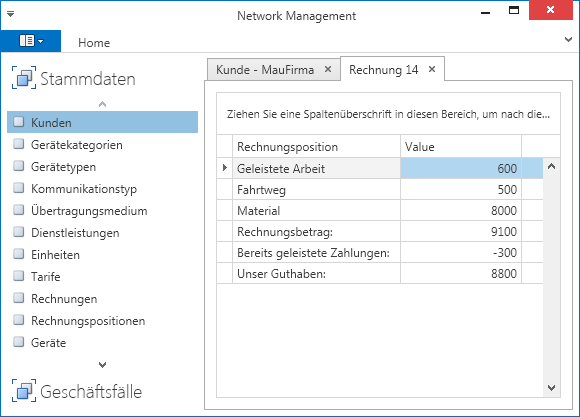 Network Management
Home
Stammdaten
Kunden
Gerätekategorien
Gerätetypen
Kommunikationstyp
Übertragungsmedium
Dienstleistungen
Einheiten
Tarife
Rechnungen
Rechnungspositionen
Geräte
Geschäftsfälle
Kunde - MauFirma
Rechnung 14
Ziehen Sie eine Spaltenüberschrift in diesen Bereich, um nach die...
Rechnungsposition Value
Geleistete Arbeit 600
Fahrtweg 500
Material 8000
Rechnungsbetrag: 9100
Bereits geleistete Zahlungen: -300
Unser Guthaben: 8800